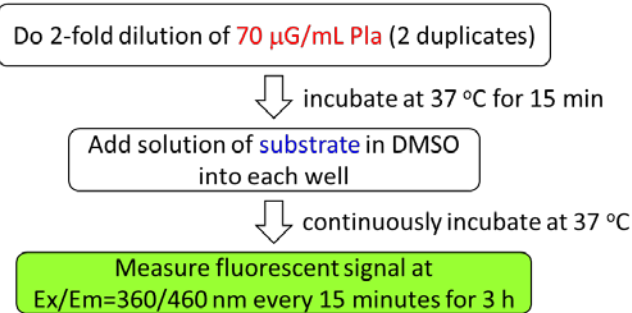 Do 2-fold dilution of 70 μG/mL Pla (2 duplicates)
incubate at 37 °C for 15 min
Add solution of substrate in DMSO
into each well
continuously incubate at 37 °C
Measure fluorescent signal at
Ex/Em=360/460 nm every 15 minutes for 3 h